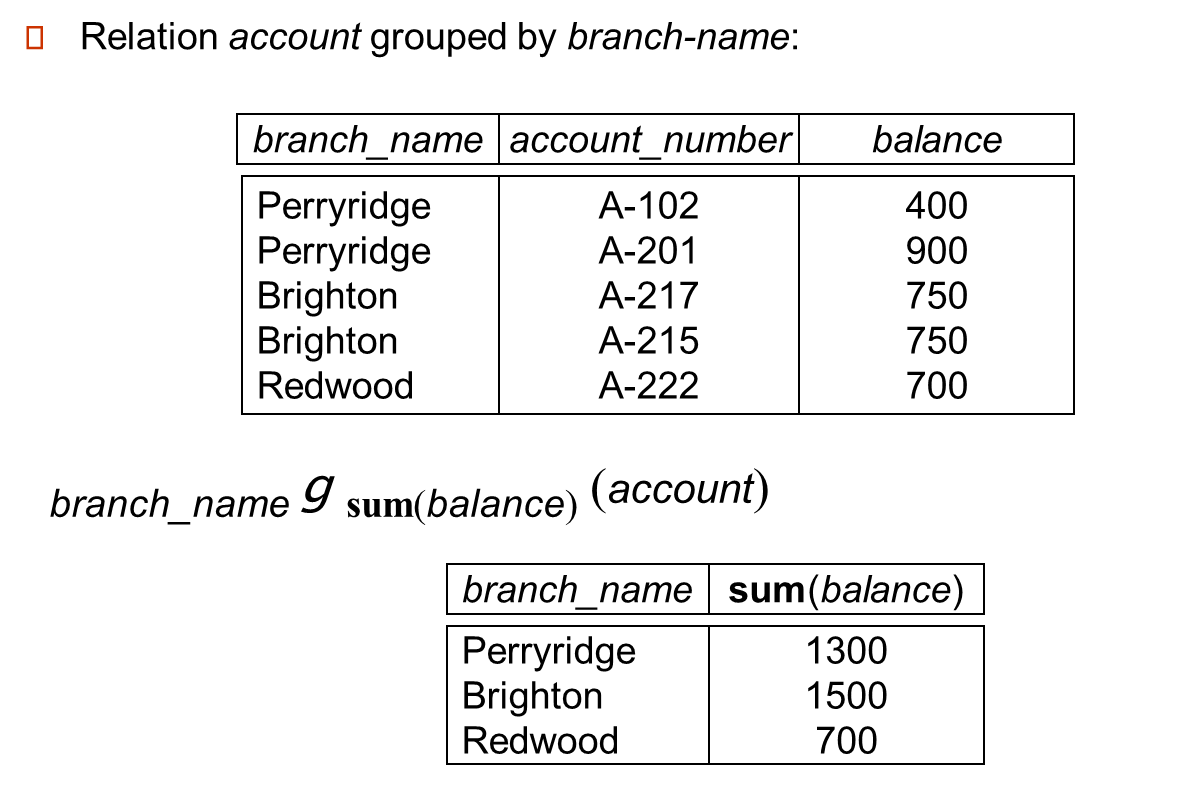 Relation account grouped by branch-name:
branch_name account_number balance
Perryridge A-102 400
Perryridge A-201 900
Brighton A-217 750
Brighton A-215 750
Redwood A-222 700
branch_name g sum(balance) (account)
branch_name sum(balance)
Perryridge 1300
Brighton 1500
Redwood 700